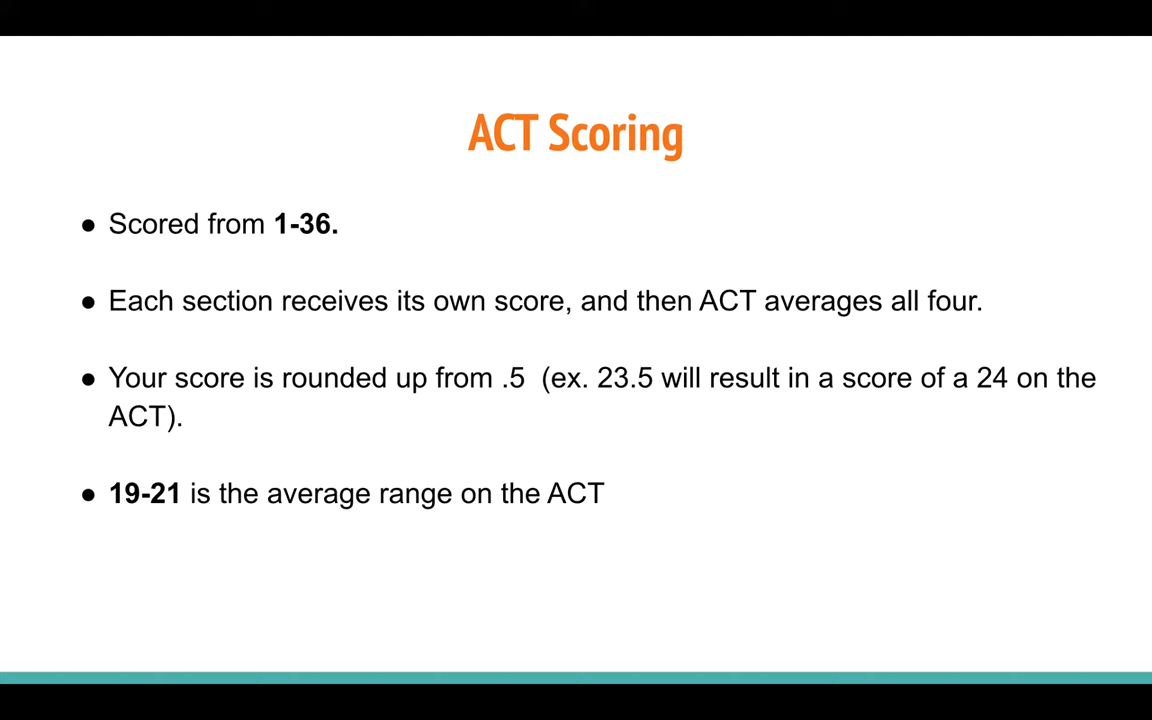 ACT Scoring
● Scored from 1-36.
● Each section receives its own score, and then ACT averages all four.
● Your score is rounded up from .5 (ex. 23.5 will result in a score of a 24 on the
ACT).
● 19-21 is the average range on the ACT